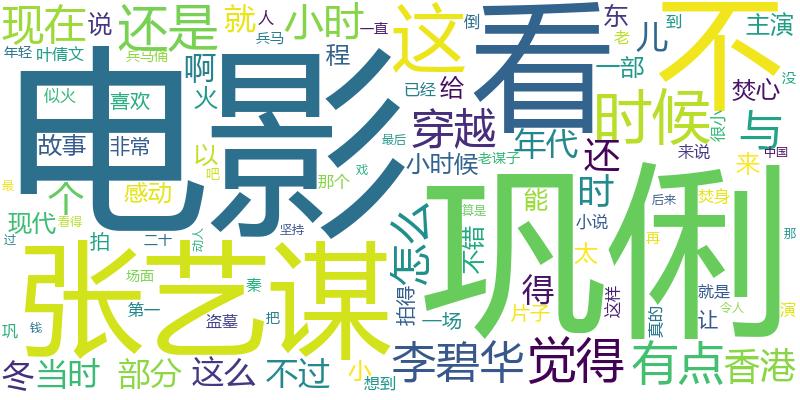 现在 说 还是 就 人 小时 兵马 一直 这 看 倒 到 东 老 儿 不 主演
年轻 叶倩文 兵马俑 啊 程 已经 给 一部 没
似火 喜欢 火 穿越 时候 焚心 很小 与
电影
故事 非常 以 最后 年代 还 来说 中国
最 个 感动 吧 戏 那个 小时候 老谋子 时 来 焚身
现代 看得 算是 能 小说 后来 那
过 拍 二十 动人 坚持 怎么 不错 太 再
张艺谋 巩俐
场面 秦 得 这样 就是 令人
巩 钱 第一 盗墓 把 拍得 一场 片子 真的 让 演
冬 当时 部分 这么 不过 小 想到 李碧华 觉得 有点 香港